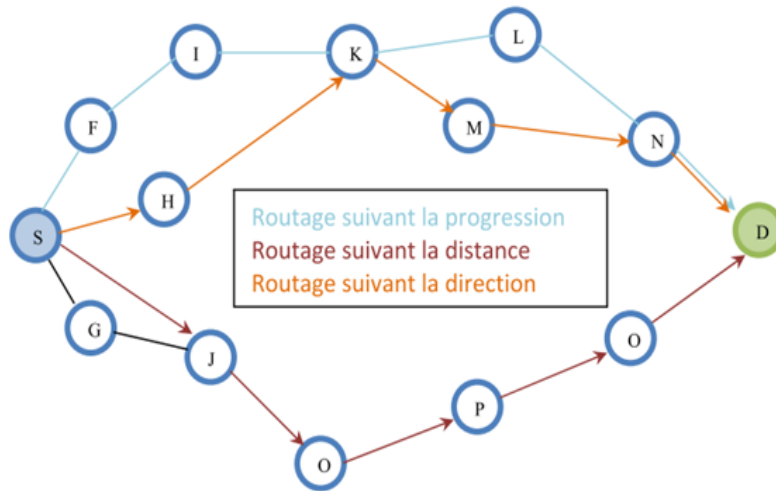 L
I
K
F
M
N
H
Routage suivant la progression
S
D
Routage suivant la distance
Routage suivant la direction
G
O
J
P
O